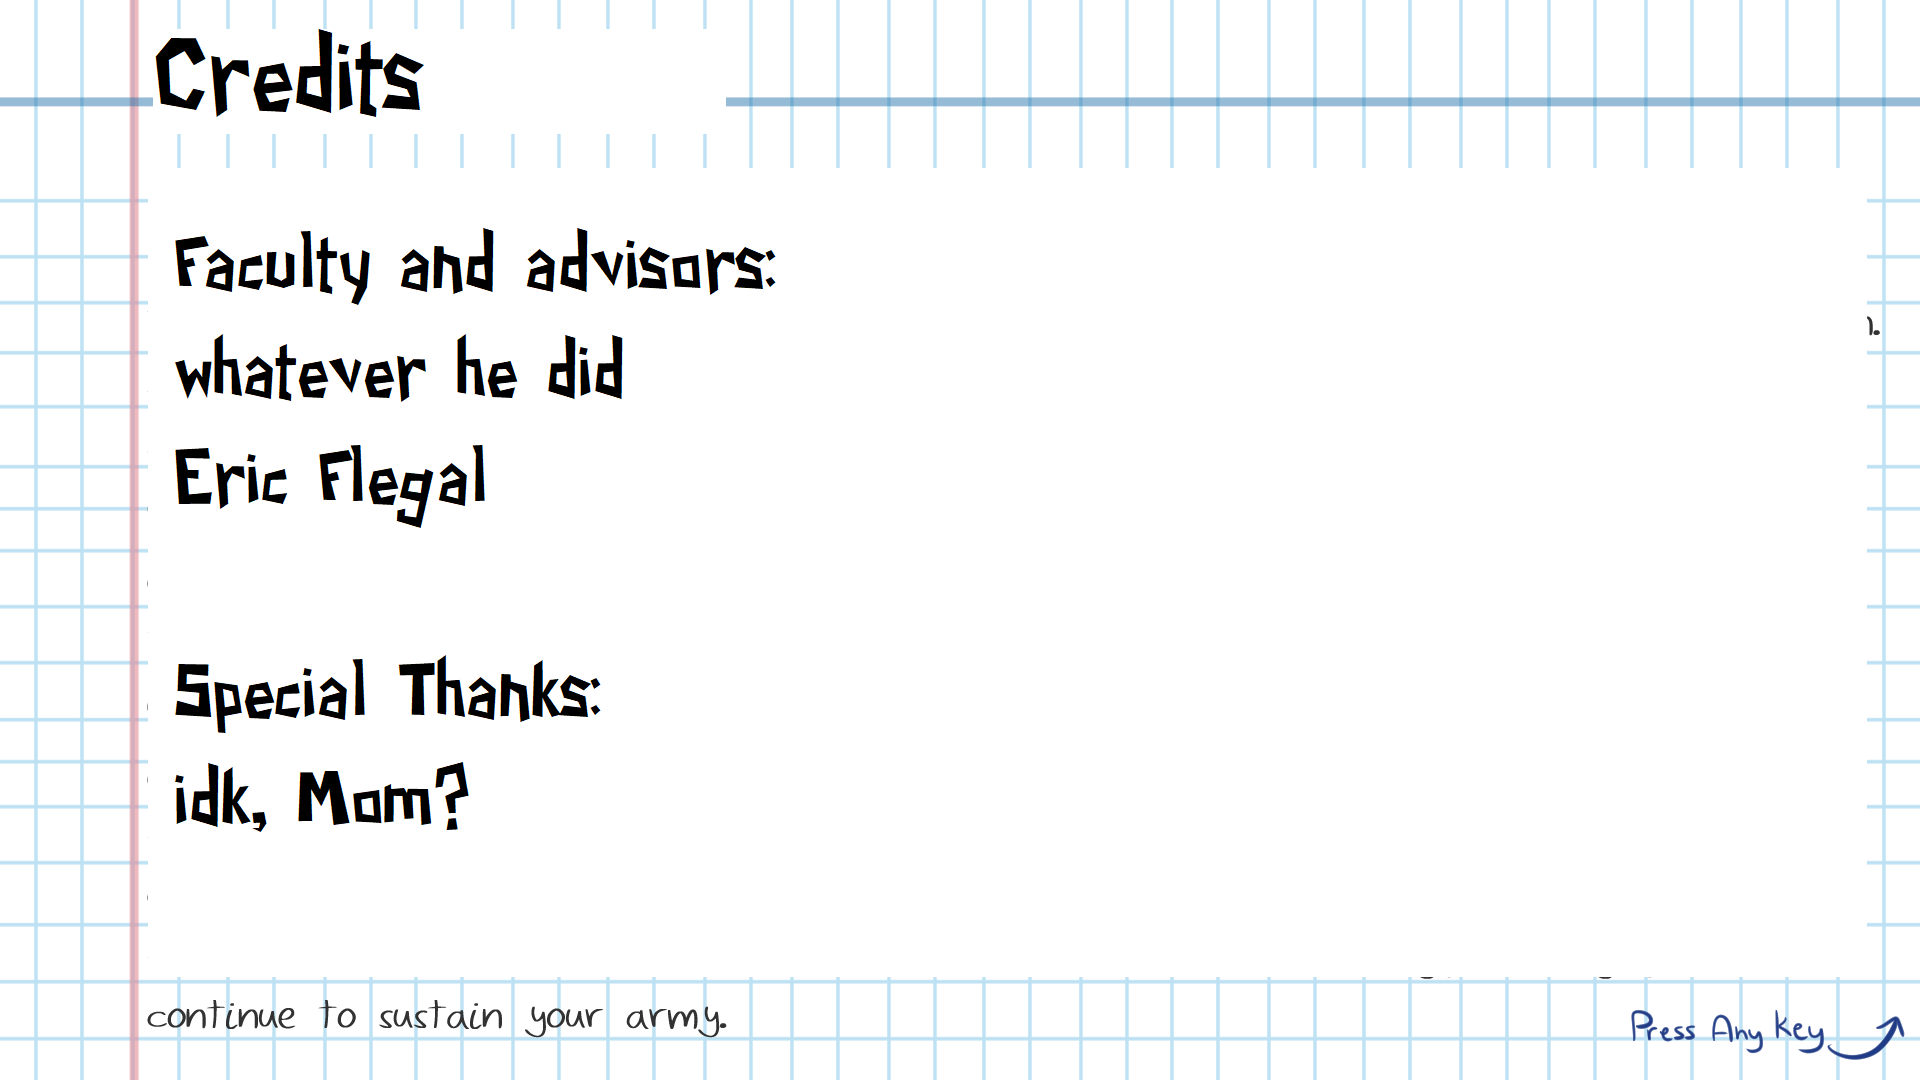 Credits
Faculty and advisors:
whatever he did
Eric Flegal
Special Thanks:
idk, Mom?
continue to sustain your army.
Press Any Key